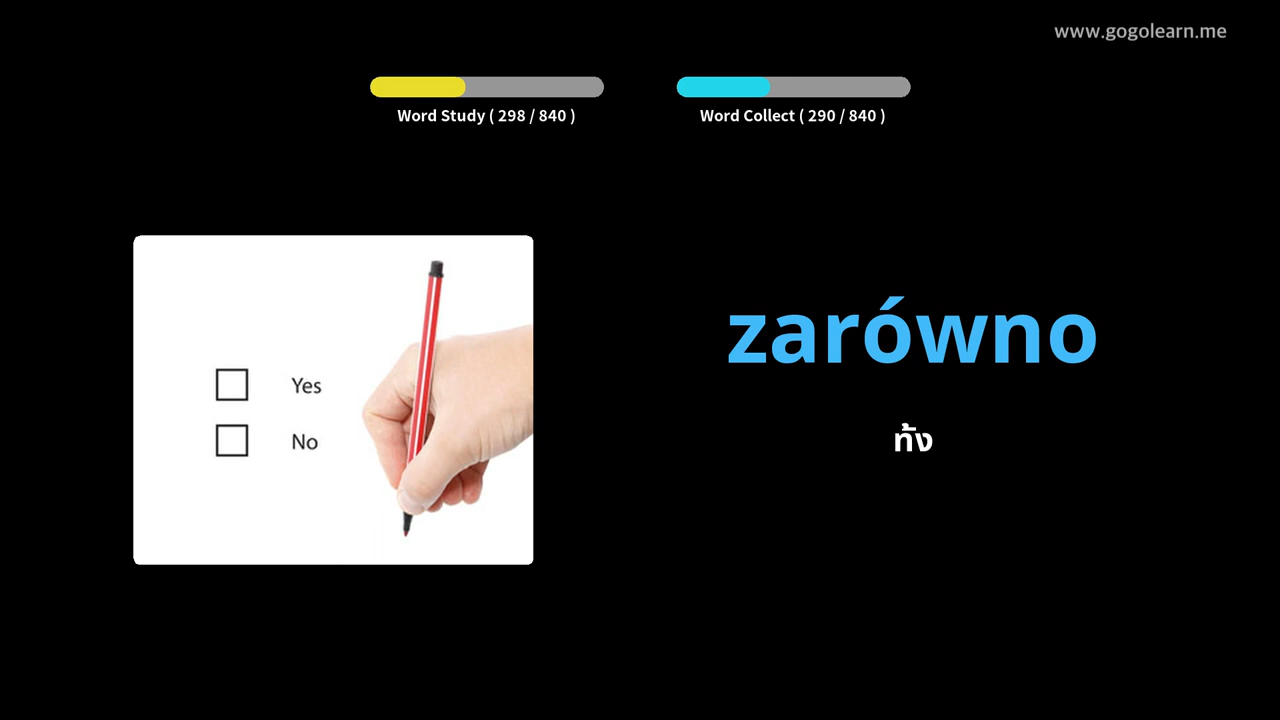 www.gogolearn.me
Word Study ( 298 / 840 )
Word Collect ( 290 / 840 )
Yes
No
zarówno
ทั้ง